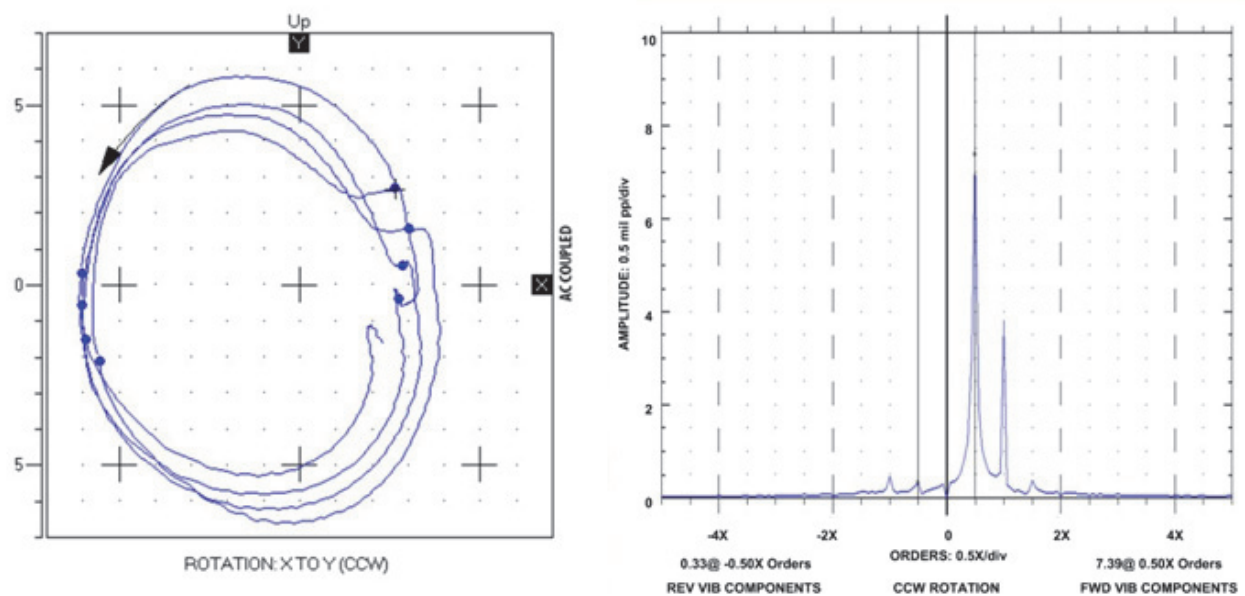 Up
Y
5
0
5
X
AC COUPLED
ROTATION: X TO Y (CCW)
10
8
6
4
2
0
AMPLITUDE: 0.5 mil pp/div
-4X
-2X
0
2X
4X
ORDERS: 0.5X/div
0.33@ -0.50X Orders
7.39@ 0.50X Orders
REV VIB COMPONENTS
CCW ROTATION
FWD VIB COMPONENTS